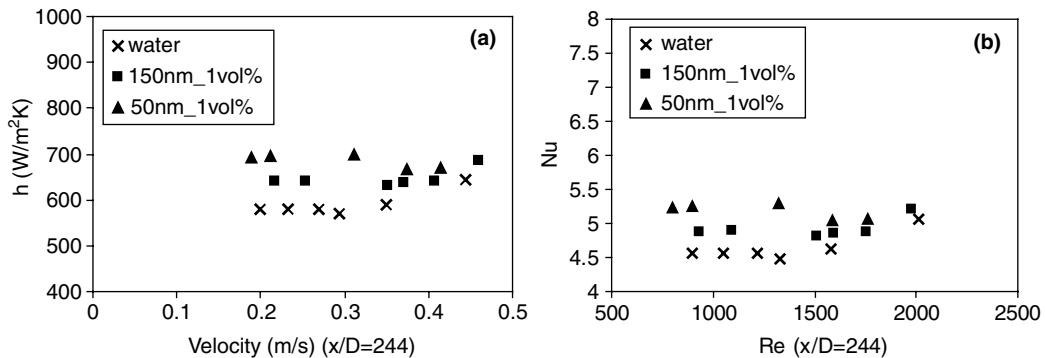 (a)
h (W/m²K)
1000
900
800
700
600
500
400
water
150nm_1vol%
50nm_1vol%
0
0.1
0.2
0.3
0.4
0.5
Velocity (m/s) (x/D=244)
(b)
Nu
8
7.5
7
6.5
6
5.5
5
4.5
4
water
150nm_1vol%
50nm_1vol%
500
1000
1500
2000
2500
Re (x/D=244)